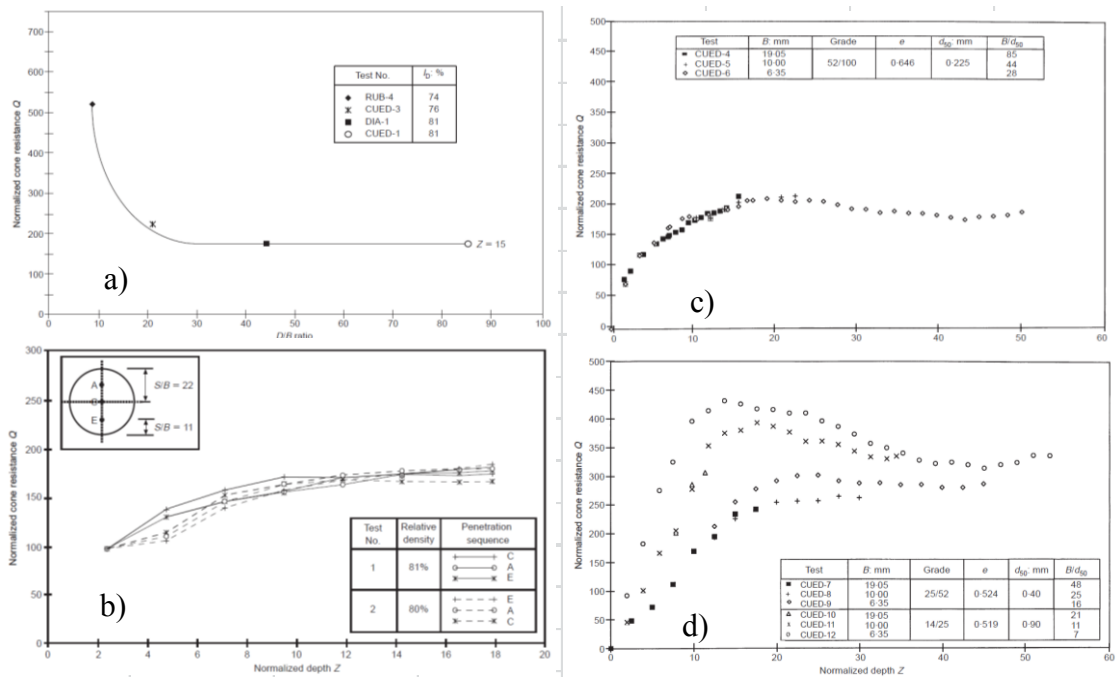 a)
Normalized cone resistance Q
750
700
600
500
400
300
200
100
0
Test No. I_D: %
RUB-4 74
CUED-3 76
DIA-1 81
CUED-1 81
Z = 15
0 10 20 30 40 50 60 70 80 90 100
D/B ratio
b)
Normalized cone resistance Q
300
250
200
150
100
50
0
A
E
S/B = 22
S/B = 11
Test No. Relative density Penetration sequence
1 81% C
A
E
2 80% E
A
C
0 2 4 6 8 10 12 14 16 18 20
Normalized depth Z
c)
Normalized cone resistance Q
500
450
400
350
300
250
200
150
100
50
0
Test B: mm Grade e d50: mm B/d50
CUED-4 19·05 85
CUED-5 10·00 52/100 0·646 0·225 44
CUED-6 6·35 28
0 10 20 30 40 50 60
d)
Normalized cone resistance Q
500
450
400
350
300
250
200
150
100
50
0
Test B: mm Grade e d50: mm B/d50
CUED-7 19·05 48
CUED-8 10·00 25/52 0·524 0·40 25
CUED-9 6·35 16
CUED-10 19·05 21
CUED-11 10·00 14/25 0·519 0·90 11
CUED-12 6·35 7
0 10 20 30 40 50 60
Normalized depth Z